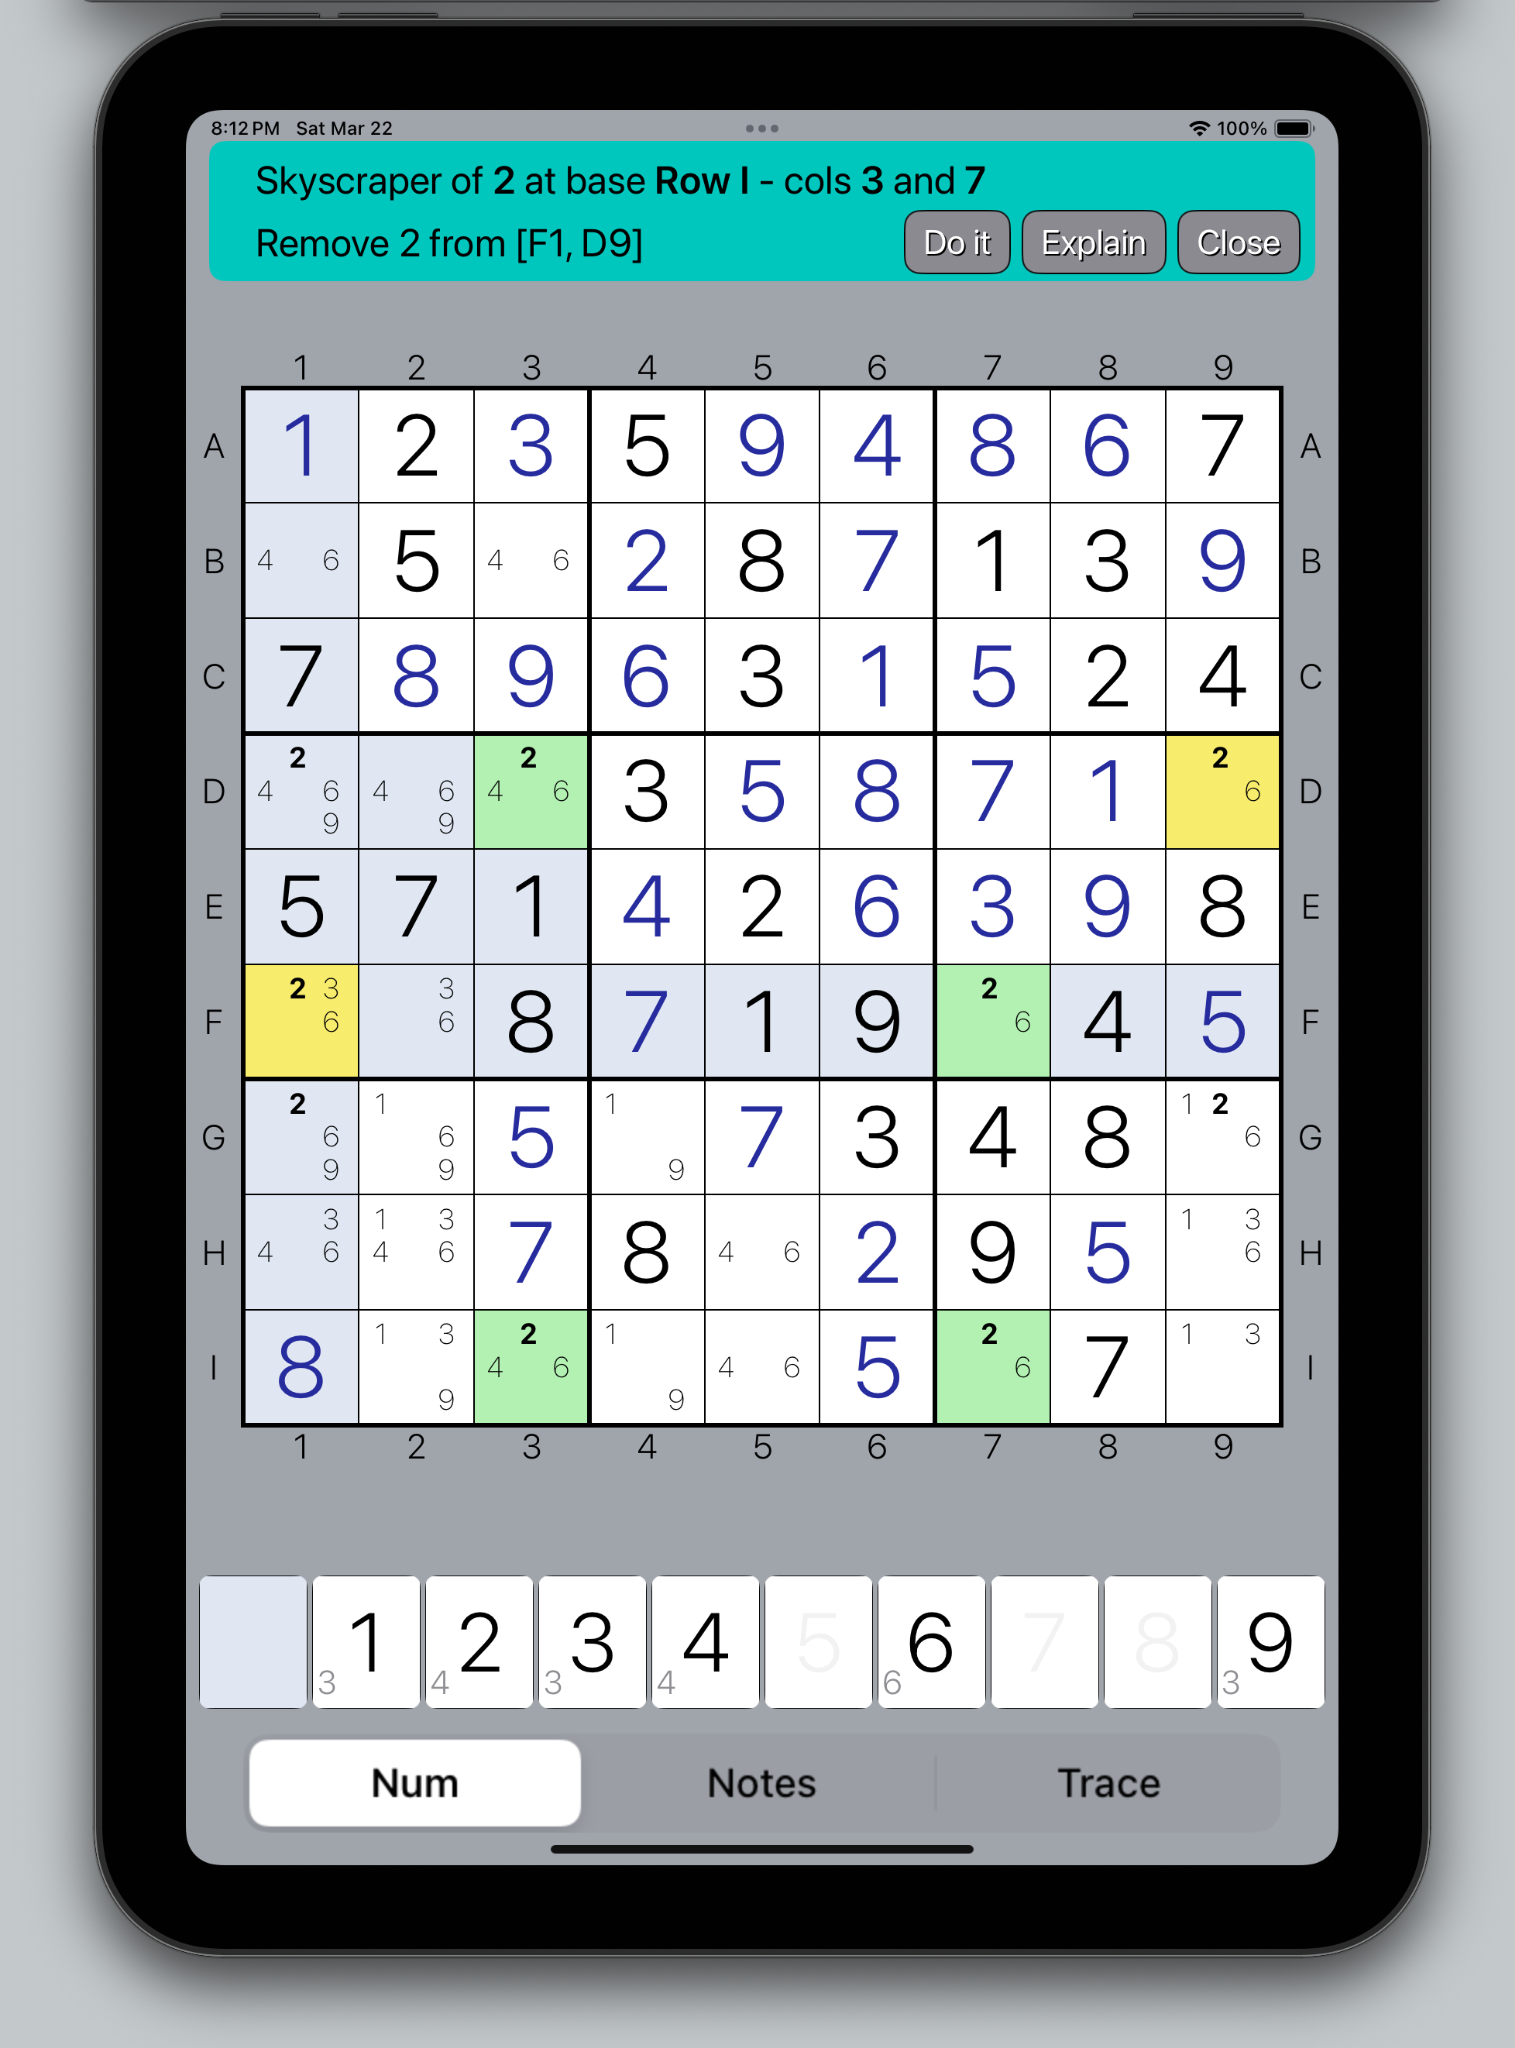 8:12 PM Sat Mar 22 100%
Skyscraper of 2 at base Row I - cols 3 and 7
Remove 2 from [F1, D9] Do it Explain Close
1 2 3 4 5 6 7 8 9
A 1 2 3 5 9 4 8 6 7 A
B 4 6 5 4 6 2 8 7 1 3 9 B
C 7 8 9 6 3 1 5 2 4 C
2 2 2
D 4 6 4 6 4 6 3 5 8 7 1 6 D
9 9
E 5 7 1 4 2 6 3 9 8 E
2 3 3 2
F 6 6 8 7 1 9 6 4 5 F
2 1 1 1 2
G 6 6 5 7 3 4 8 6 G
9 9 9
3 1 3 1 3
H 4 6 4 6 7 8 4 6 2 9 5 6 H
1 3 2 1 2 1 3
I 8 4 6 4 6 5 6 7 I
9 9
1 2 3 4 5 6 7 8 9
1 2 3 4 5 6 7 8 9
3 4 3 4 6 3
Num Notes Trace